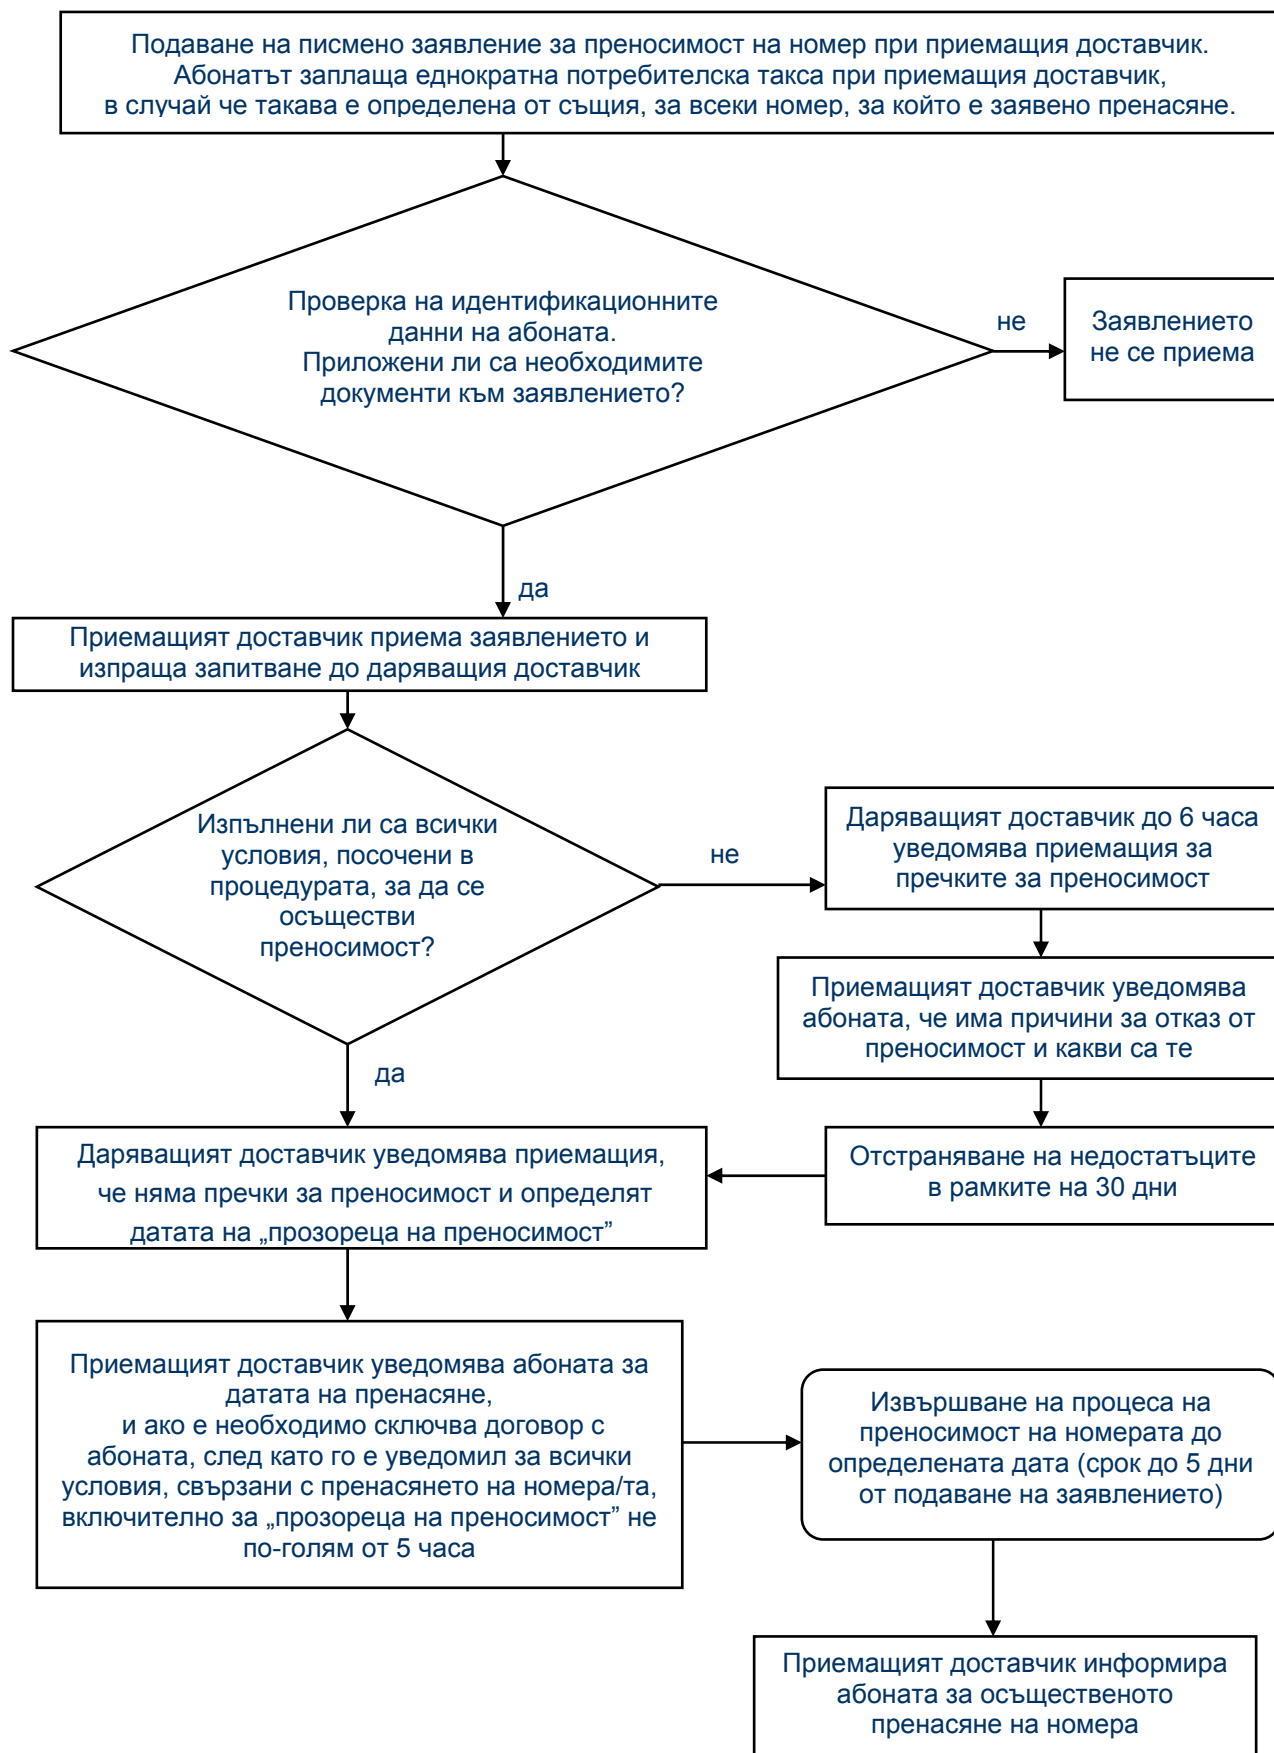 Подаване на писмено заявление за преносимост на номер при приемащия доставчик.
Абонатът заплаща еднократна потребителска такса при приемащия доставчик,
в случай че такава е определена от същия, за всеки номер, за който е заявено пренасяне.
Проверка на идентификационните
данни на абоната.
Приложени ли са необходимите
документи към заявлението?
не
Заявлението
не се приема
да
Приемащият доставчик приема заявлението и
изпраща запитване до даряващия доставчик
Изпълнени ли са всички
условия, посочени в
процедурата, за да се
осъществи
преносимост?
не
Даряващият доставчик до 6 часа
уведомява приемащия за
пречките за преносимост
Приемащият доставчик уведомява
абоната, че има причини за отказ от
преносимост и какви са те
да
Даряващият доставчик уведомява приемащия,
че няма пречки за преносимост и определят
датата на „прозореца на преносимост”
Отстраняване на недостатъците
в рамките на 30 дни
Приемащият доставчик уведомява абоната за
датата на пренасяне,
и ако е необходимо сключва договор с
абоната, след като го е уведомил за всички
условия, свързани с пренасянето на номера/та,
включително за „прозореца на преносимост” не
по-голям от 5 часа
Извършване на процеса на
преносимост на номерата до
определената дата (срок до 5 дни
от подаване на заявлението)
Приемащият доставчик информира
абоната за осъщественото
пренасяне на номера